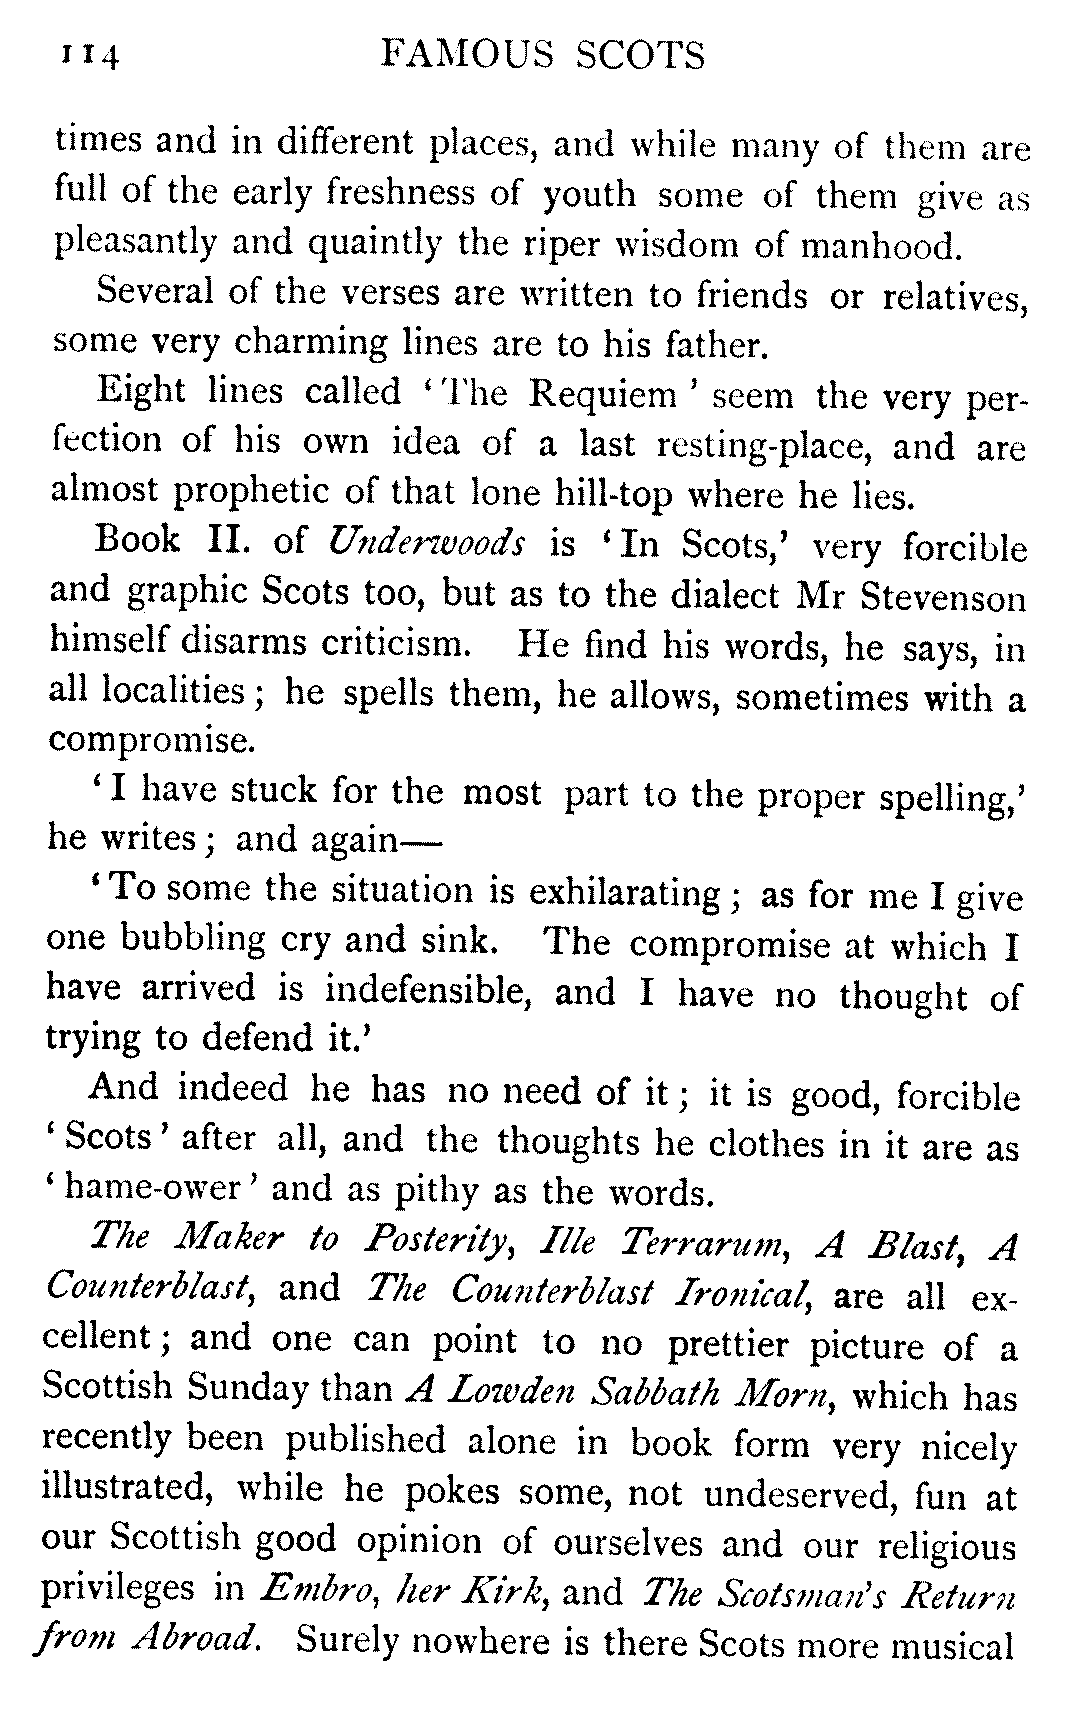 114 FAMOUS SCOTS
times and in different places, and while many of them are
full of the early freshness of youth some of them give as
pleasantly and quaintly the riper wisdom of manhood.
Several of the verses are written to friends or relatives,
some very charming lines are to his father.
Eight lines called ‘The Requiem’ seem the very per-
fection of his own idea of a last resting-place, and are
almost prophetic of that lone hill-top where he lies.
Book II. of Underwoods is ‘In Scots,’ very forcible
and graphic Scots too, but as to the dialect Mr Stevenson
himself disarms criticism. He find his words, he says, in
all localities; he spells them, he allows, sometimes with a
compromise.
‘I have stuck for the most part to the proper spelling,’
he writes; and again—
‘To some the situation is exhilarating; as for me I give
one bubbling cry and sink. The compromise at which I
have arrived is indefensible, and I have no thought of
trying to defend it.’
And indeed he has no need of it; it is good, forcible
‘Scots’ after all, and the thoughts he clothes in it are as
‘hame-ower’ and as pithy as the words.
The Maker to Posterity, Ille Terrarum, A Blast, A
Counterblast, and The Counterblast Ironical, are all ex-
cellent; and one can point to no prettier picture of a
Scottish Sunday than A Lowden Sabbath Morn, which has
recently been published alone in book form very nicely
illustrated, while he pokes some, not undeserved, fun at
our Scottish good opinion of ourselves and our religious
privileges in Embro, her Kirk, and The Scotsman’s Return
from Abroad. Surely nowhere is there Scots more musical